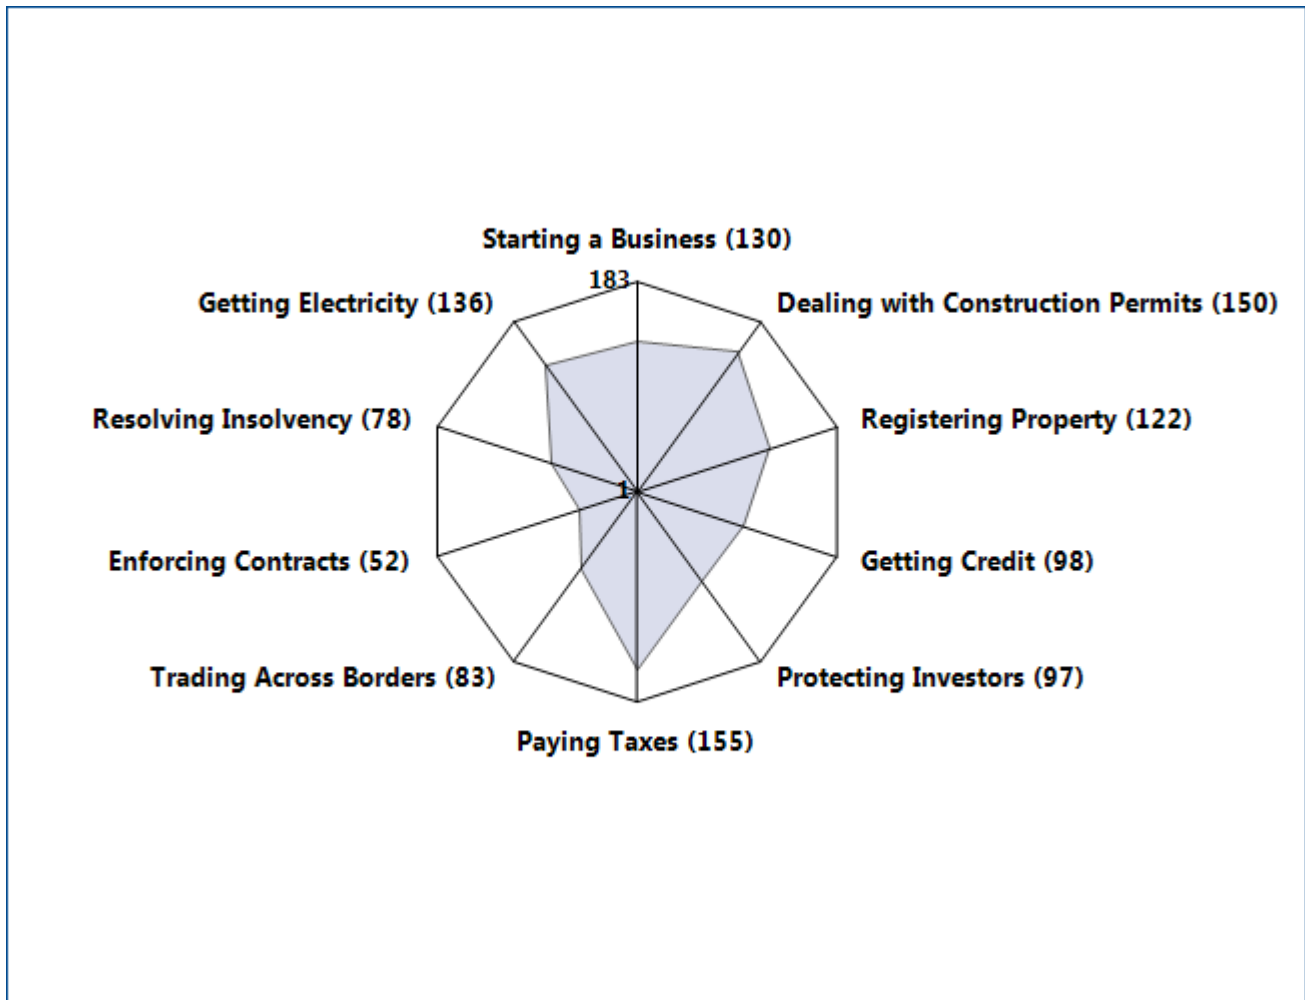 Starting a Business (130)
183
Getting Electricity (136)
Dealing with Construction Permits (150)
Resolving Insolvency (78)
Registering Property (122)
1
Enforcing Contracts (52)
Getting Credit (98)
Trading Across Borders (83)
Protecting Investors (97)
Paying Taxes (155)